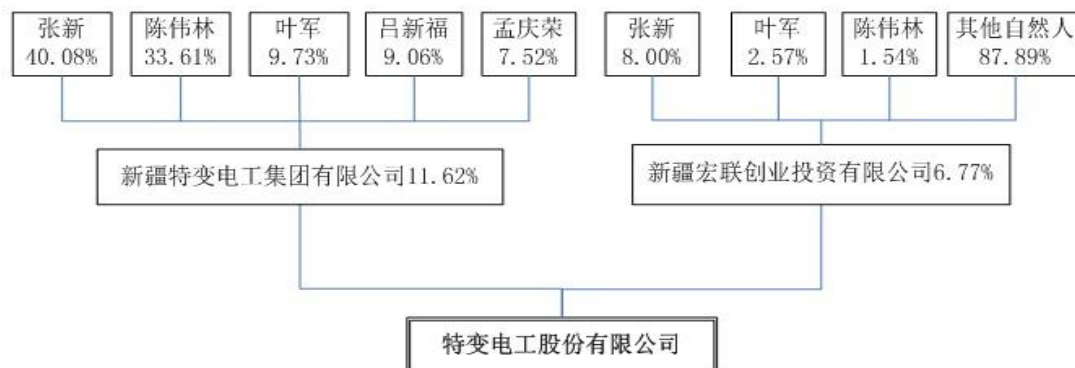 张新
40.08%
陈伟林
33.61%
叶军
9.73%
吕新福
9.06%
孟庆荣
7.52%
张新
8.00%
叶军
2.57%
陈伟林
1.54%
其他自然人
87.89%
新疆特变电工集团有限公司11.62%
新疆宏联创业投资有限公司6.77%
特变电工股份有限公司